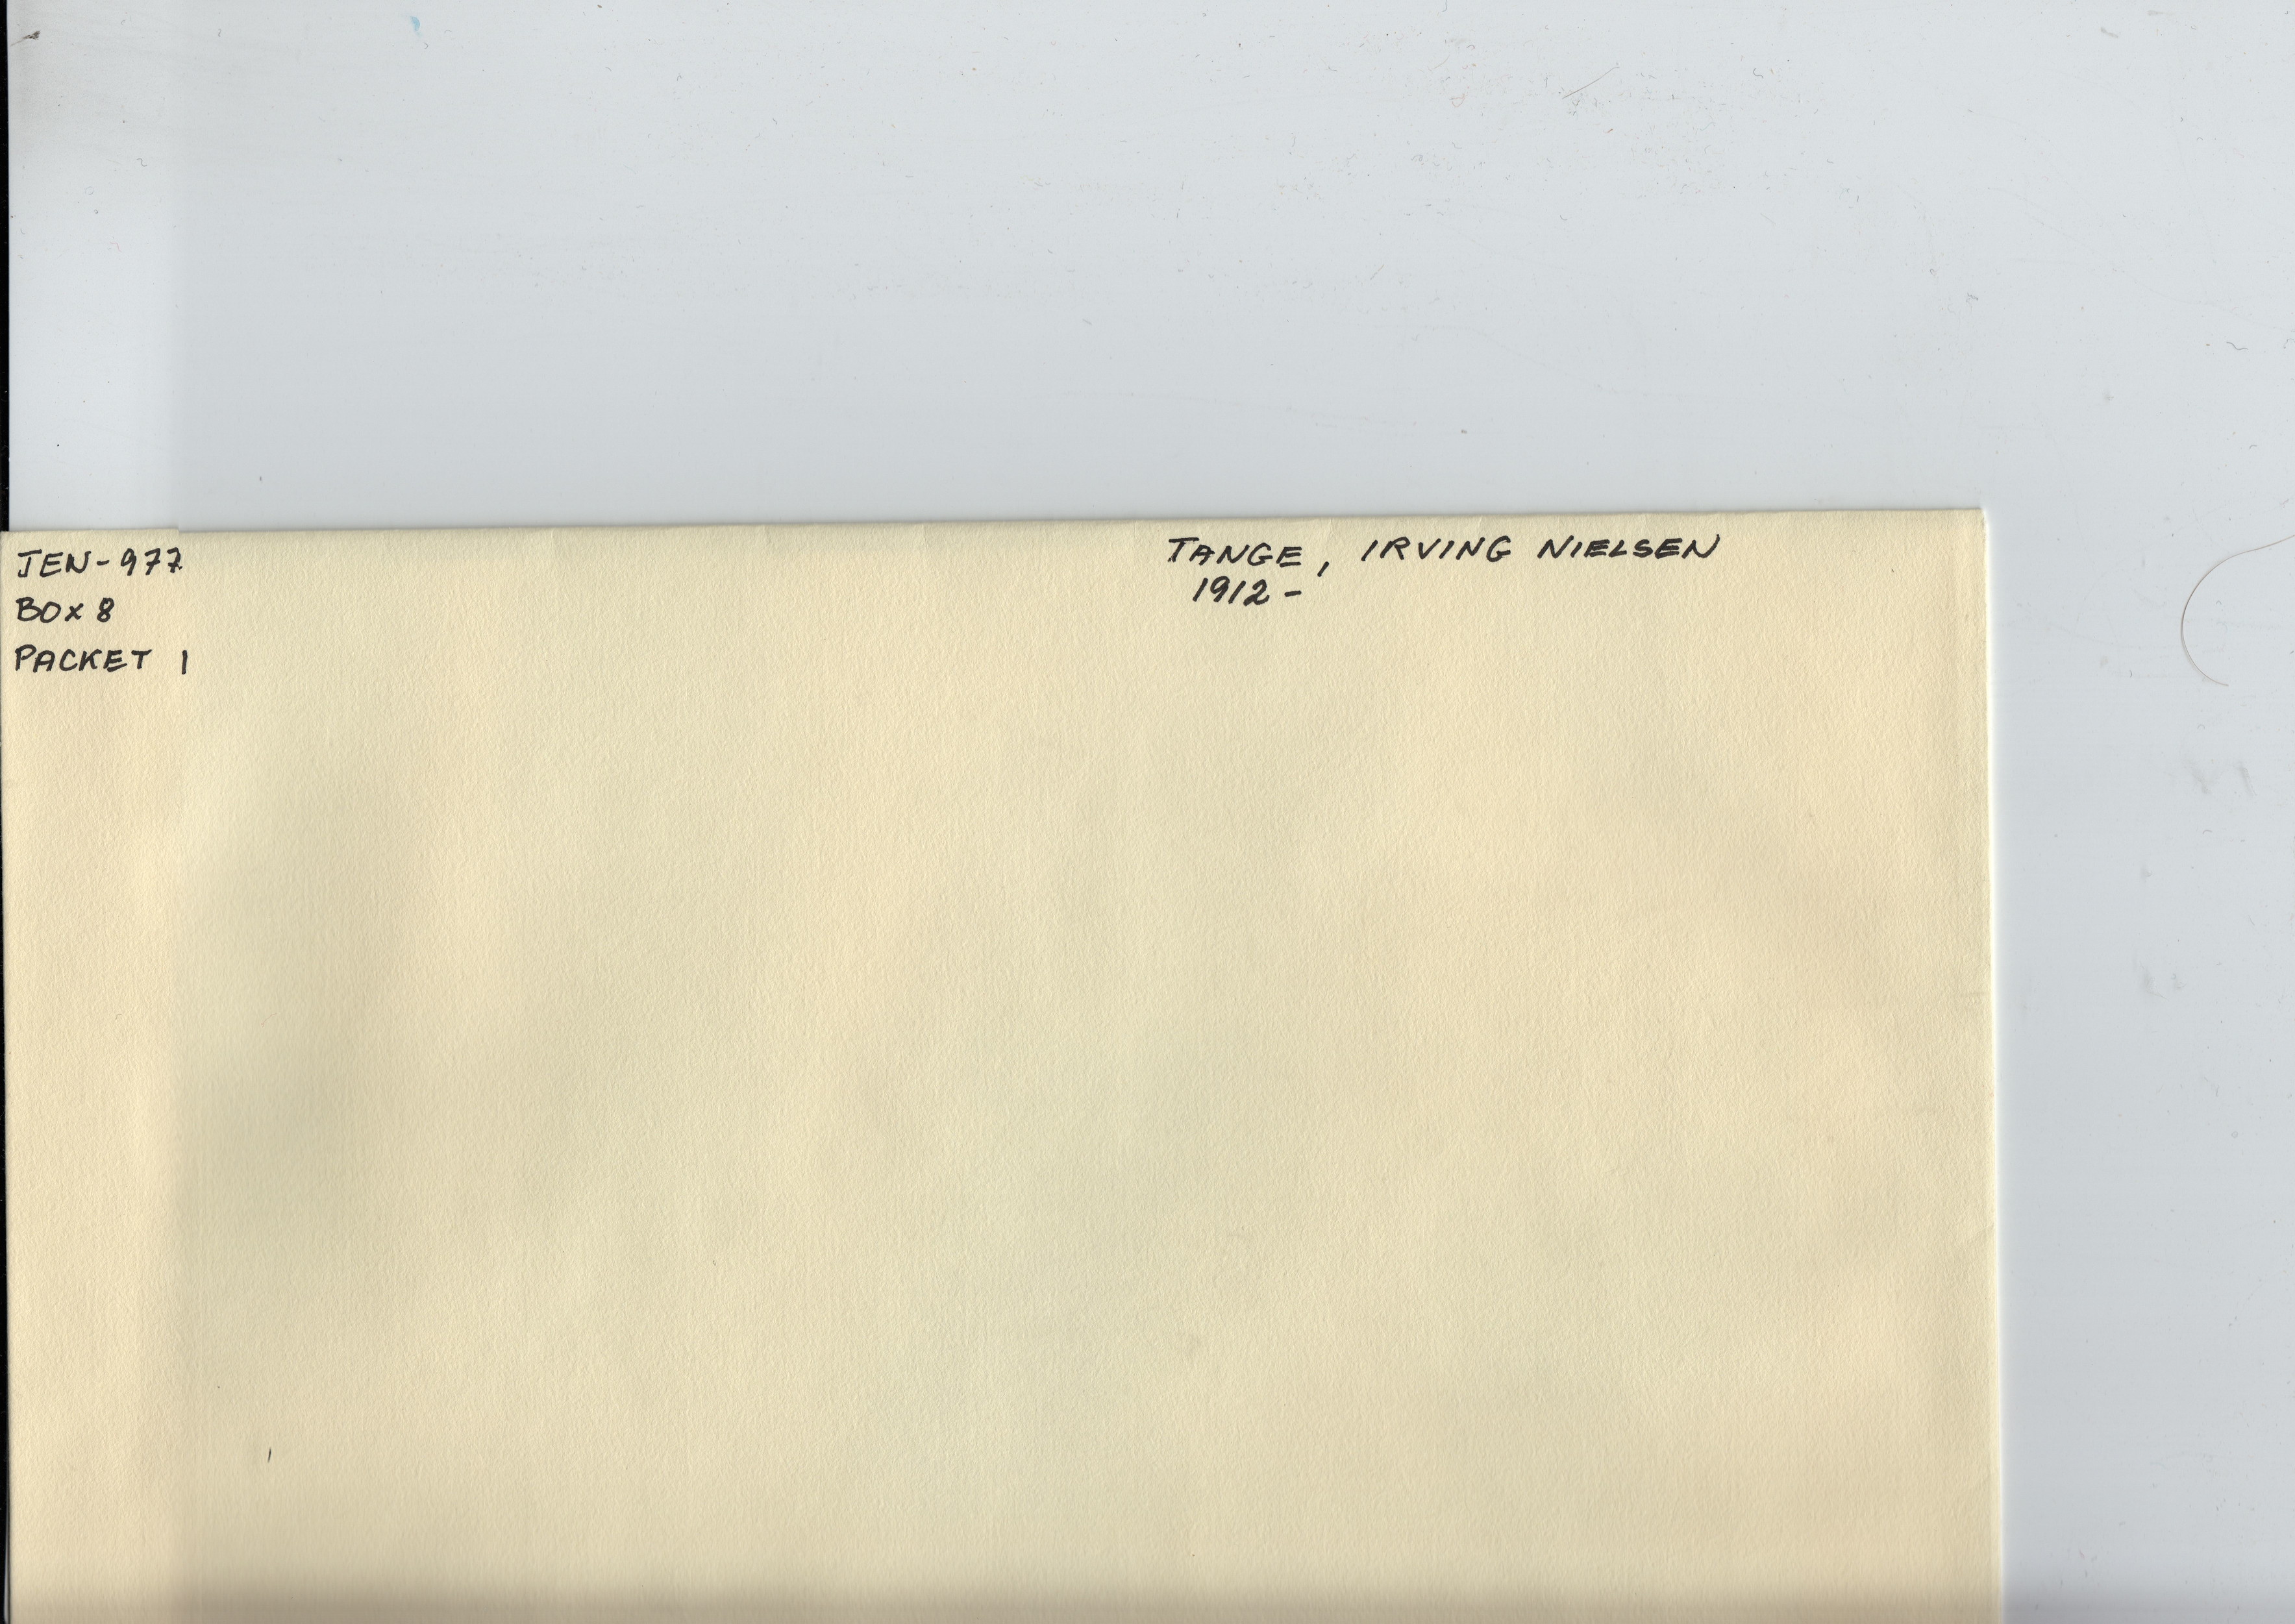 JEN-977
BOX 8
PACKET 1
TANGE, IRVING NIELSEN
1912 -